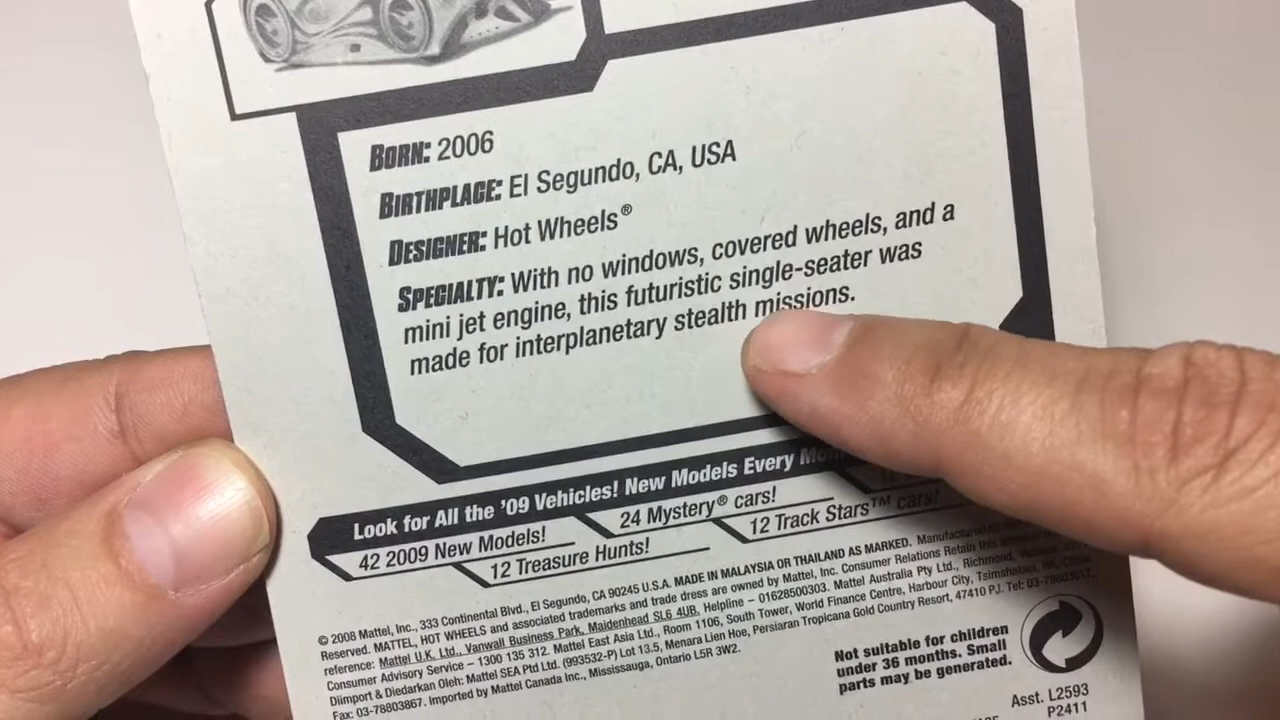 BORN: 2006
BIRTHPLACE: El Segundo, CA, USA
DESIGNER: Hot Wheels®
SPECIALTY: With no windows, covered wheels, and a
mini jet engine, this futuristic single-seater was
made for interplanetary stealth missions.
Look for All the '09 Vehicles! New Models Every
42 2009 New Models!
24 Mystery® cars!
12 Treasure Hunts!
12 Track Stars™ cars!
© 2008 Mattel, Inc., 333 Continental Blvd., El Segundo, CA 90245 U.S.A. MADE IN MALAYSIA OR THAILAND AS MARKED. Manufactured
Reserved. MATTEL, HOT WHEELS and associated trademarks and trade dress are owned by Mattel, Inc. Consumer Relations Retain this
reference: Mattel U.K. Ltd., Vanwall Business Park, Maidenhead SL6 4UB. Helpline – 01628500303. Mattel Australia Pty Ltd., Richmond,
Consumer Advisory Service – 1300 135 312. Mattel East Asia Ltd., Room 1106, South Tower, World Finance Centre, Harbour City, Tsimshatsui,
Diimport & Diedarkan Oleh: Mattel SEA Ptd Ltd. (993532-P) Lot 13.5, Menara Lien Hoe, Persiaran Tropicana Gold Country Resort, 47410 PJ. Tel:
Fax: 03-78803867. Imported by Mattel Canada Inc., Mississauga, Ontario L5R 3W2.
Not suitable for children
under 36 months. Small
parts may be generated.
Asst. L2593
P2411